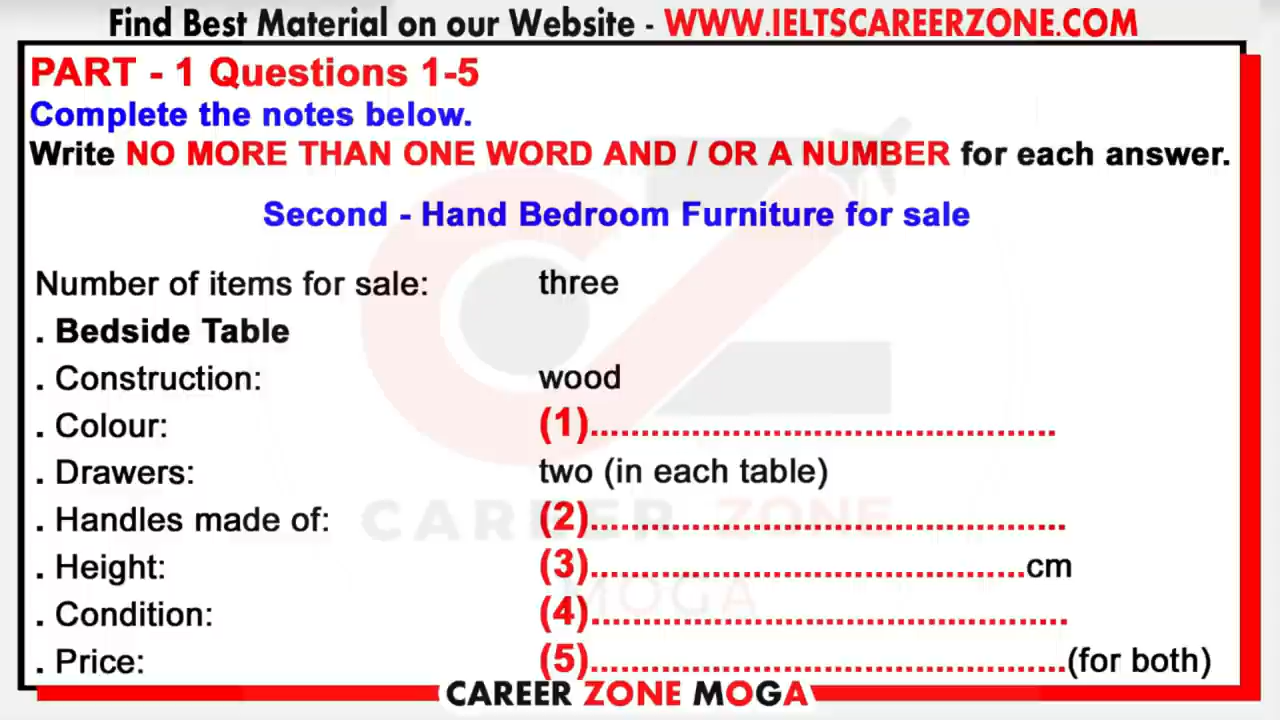 Find Best Material on our Website - WWW.IELTSCAREERZONE.COM
PART - 1 Questions 1-5
Complete the notes below.
Write NO MORE THAN ONE WORD AND / OR A NUMBER for each answer.
Second - Hand Bedroom Furniture for sale
Number of items for sale: three
. Bedside Table
. Construction: wood
. Colour: (1)..............................................
. Drawers: two (in each table)
. Handles made of: (2)...............................................
. Height: (3)...........................................cm
. Condition: (4)...............................................
. Price: (5)...............................................(for both)
CAREER ZONE
MOGA
CAREER ZONE MOGA